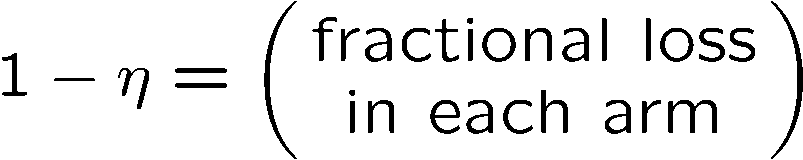 1 − η = ( fractional loss
in each arm )